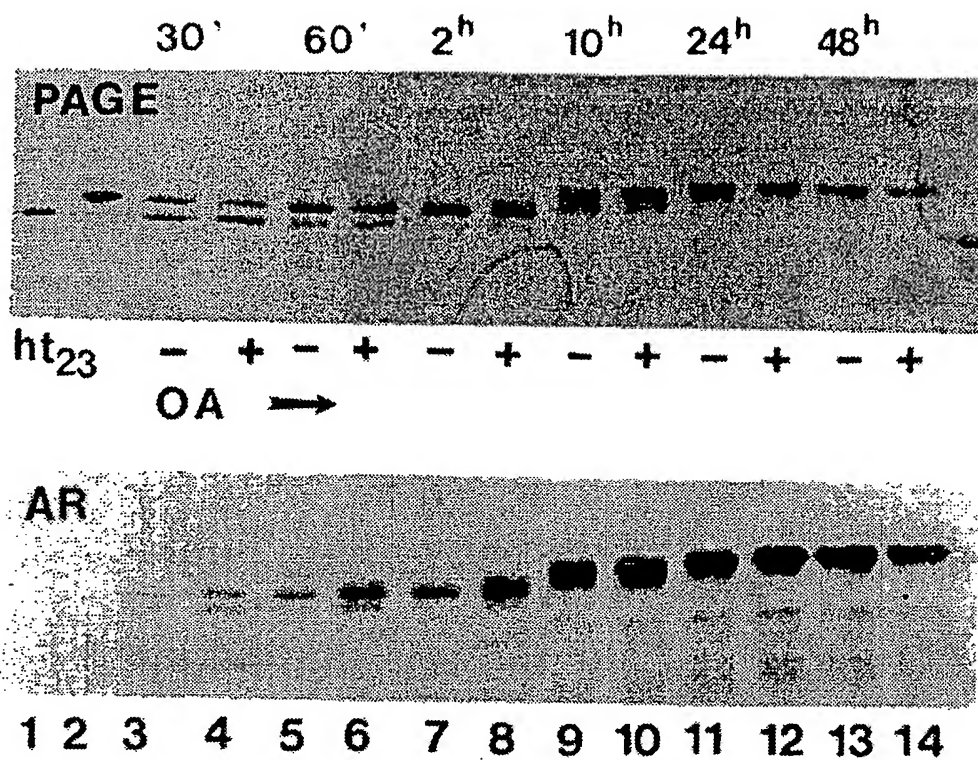 30' 60' 2h 10h 24h 48h
PAGE
ht23 − + − + − + − + − + − +
OA →
AR
1 2 3 4 5 6 7 8 9 10 11 12 13 14